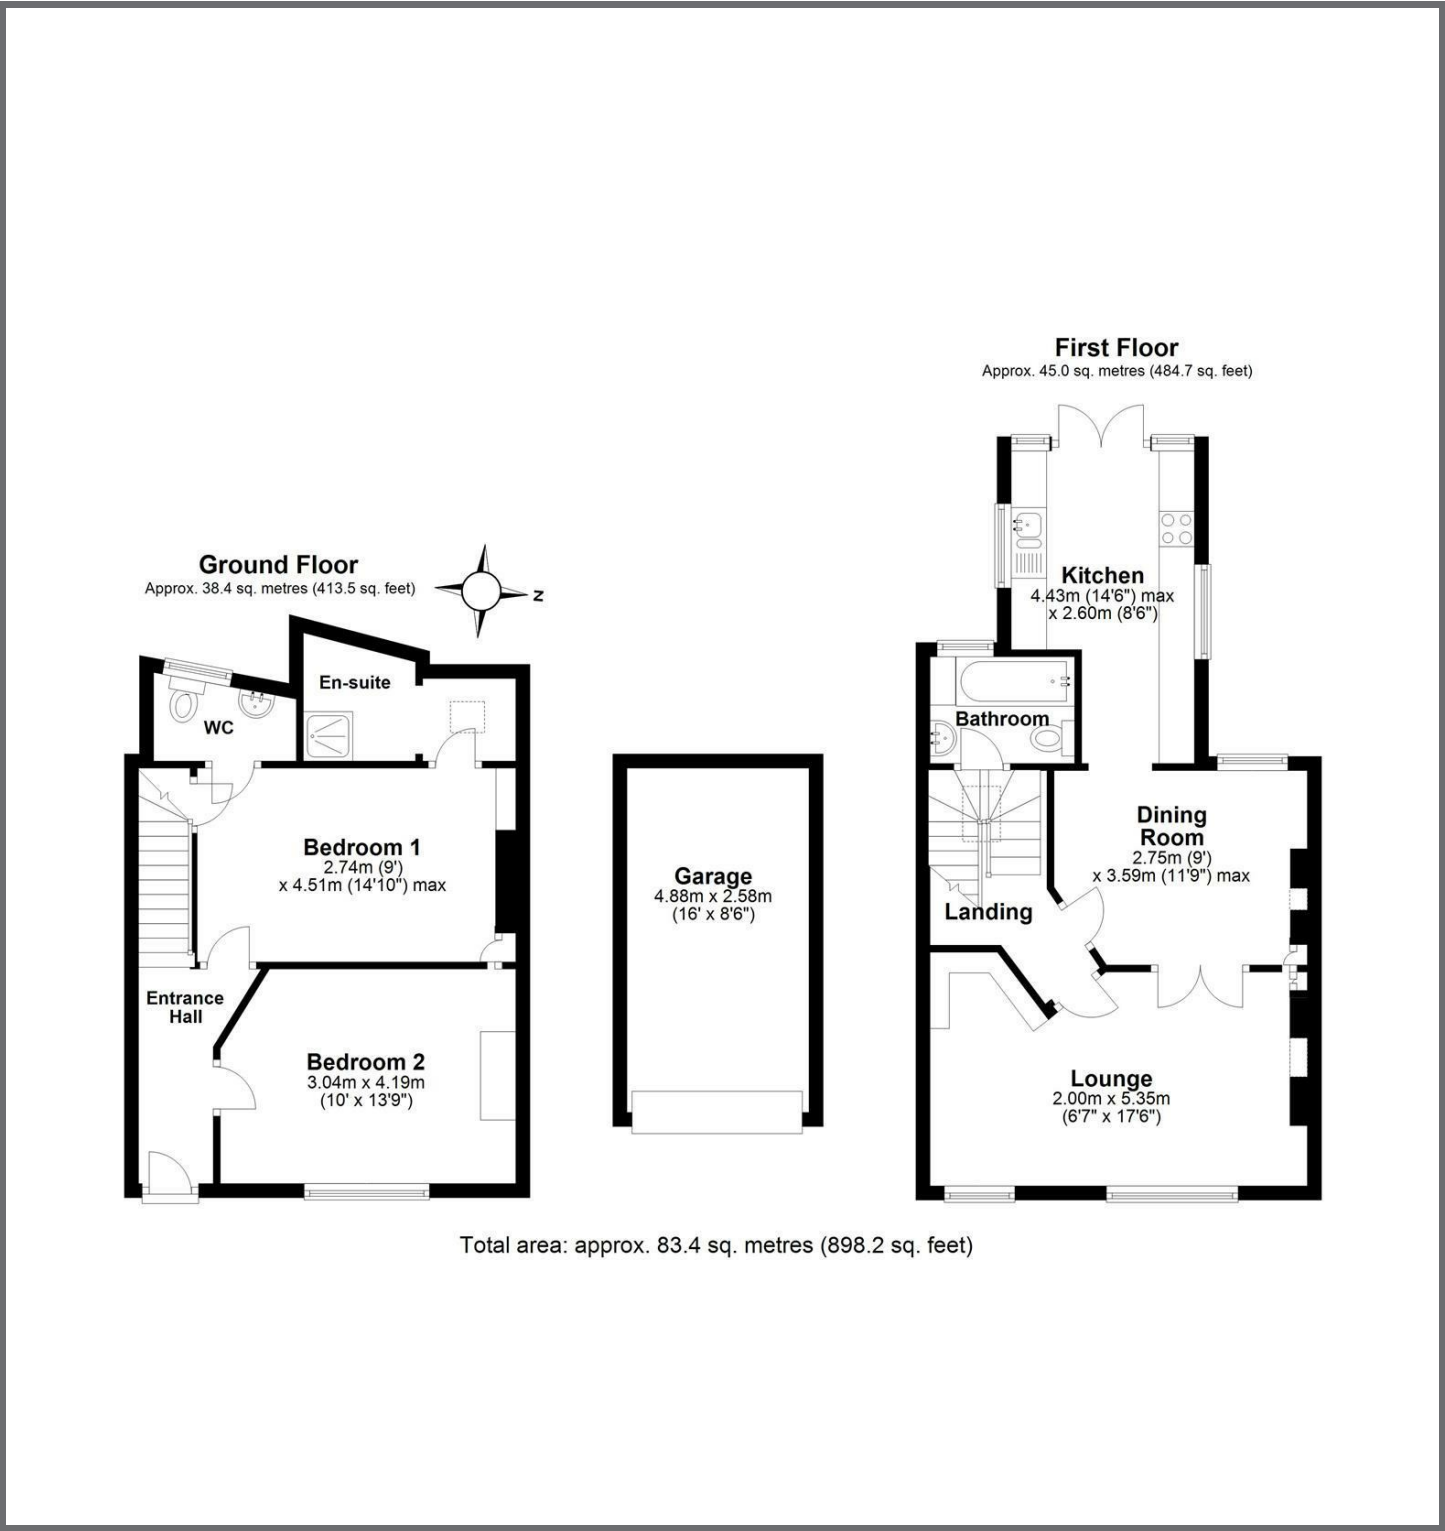 First Floor
Approx. 45.0 sq. metres (484.7 sq. feet)
Kitchen
4.43m (14'6") max
x 2.60m (8'6")
Bathroom
Dining
Room
2.75m (9')
x 3.59m (11'9") max
Landing
Lounge
2.00m x 5.35m
(6'7" x 17'6")
Ground Floor
Approx. 38.4 sq. metres (413.5 sq. feet)
N
En-suite
WC
Bedroom 1
2.74m (9')
x 4.51m (14'10") max
Entrance
Hall
Bedroom 2
3.04m x 4.19m
(10' x 13'9")
Garage
4.88m x 2.58m
(16' x 8'6")
Total area: approx. 83.4 sq. metres (898.2 sq. feet)